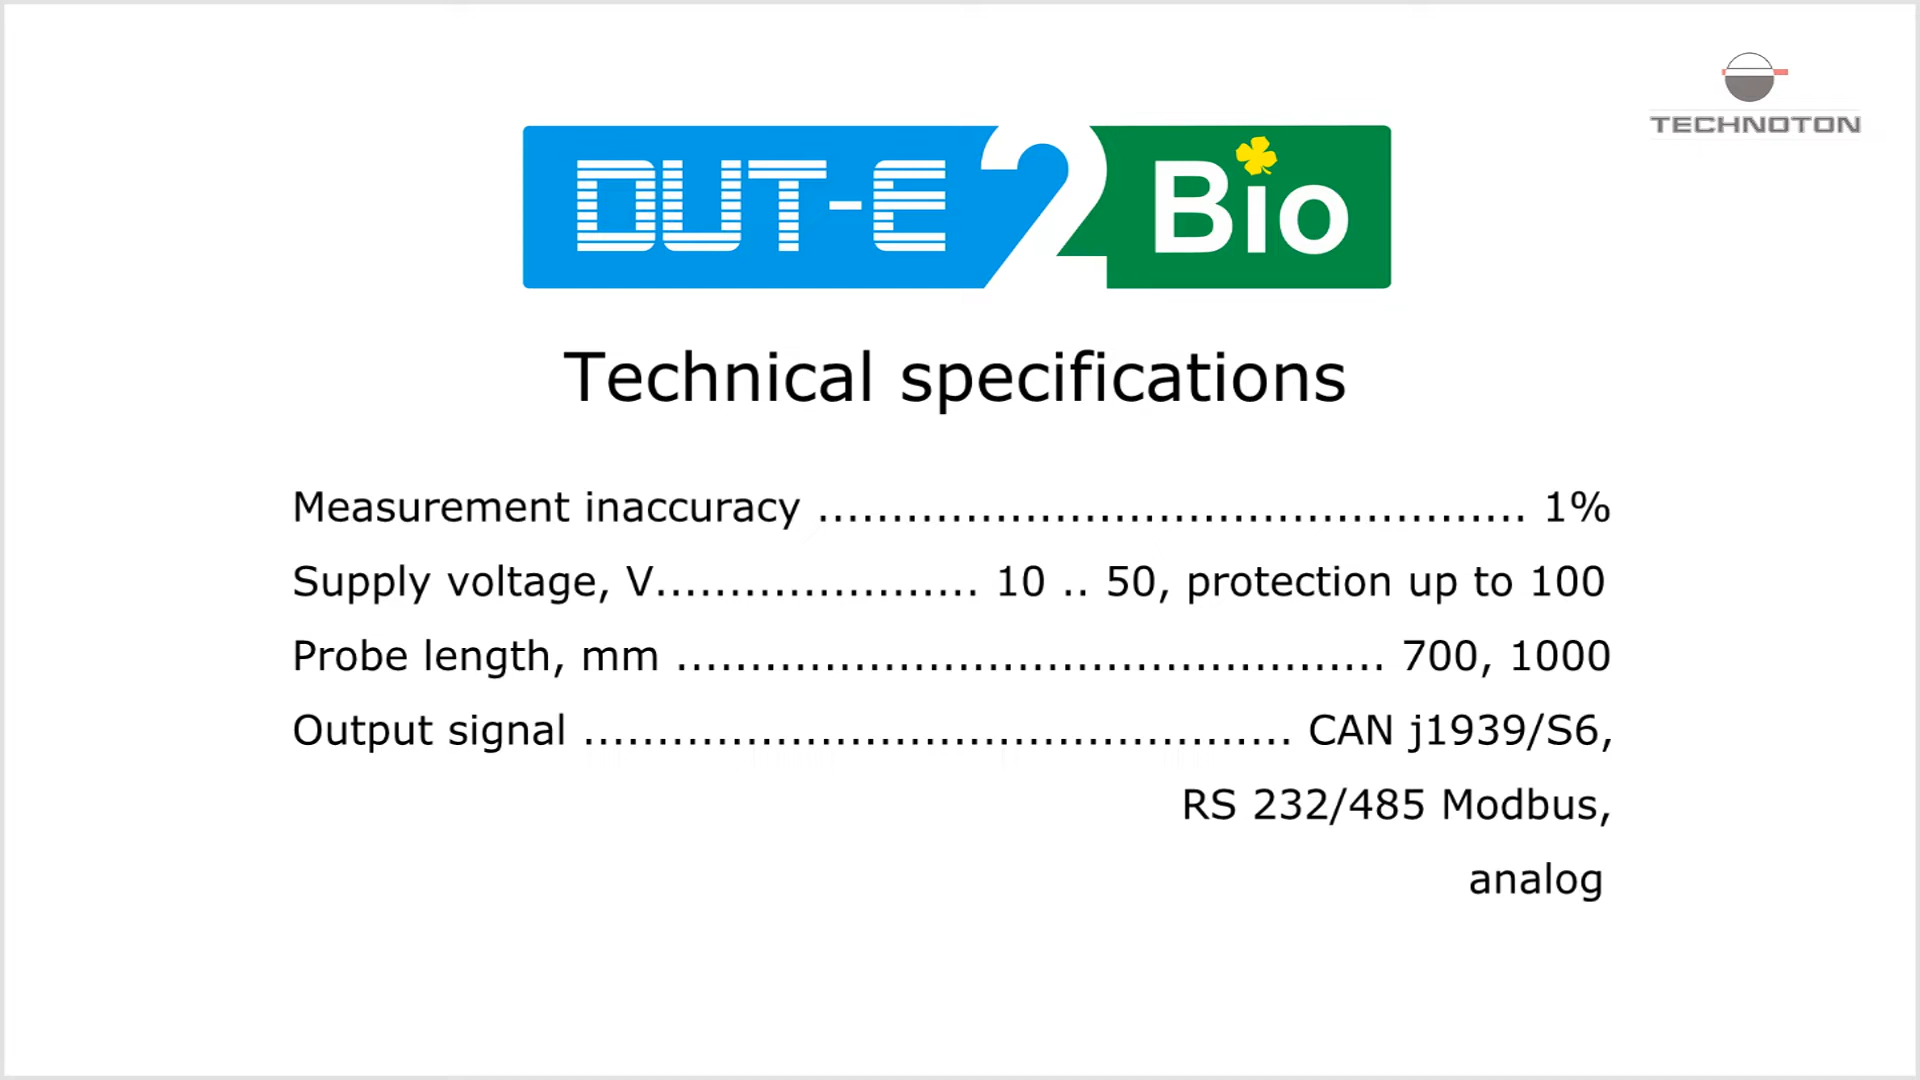 TECHNOTON
DUT-E 2 Bio
Technical specifications
Measurement inaccuracy ................................................ 1%
Supply voltage, V...................... 10 .. 50, protection up to 100
Probe length, mm ................................................ 700, 1000
Output signal ................................................ CAN j1939/S6,
RS 232/485 Modbus,
analog